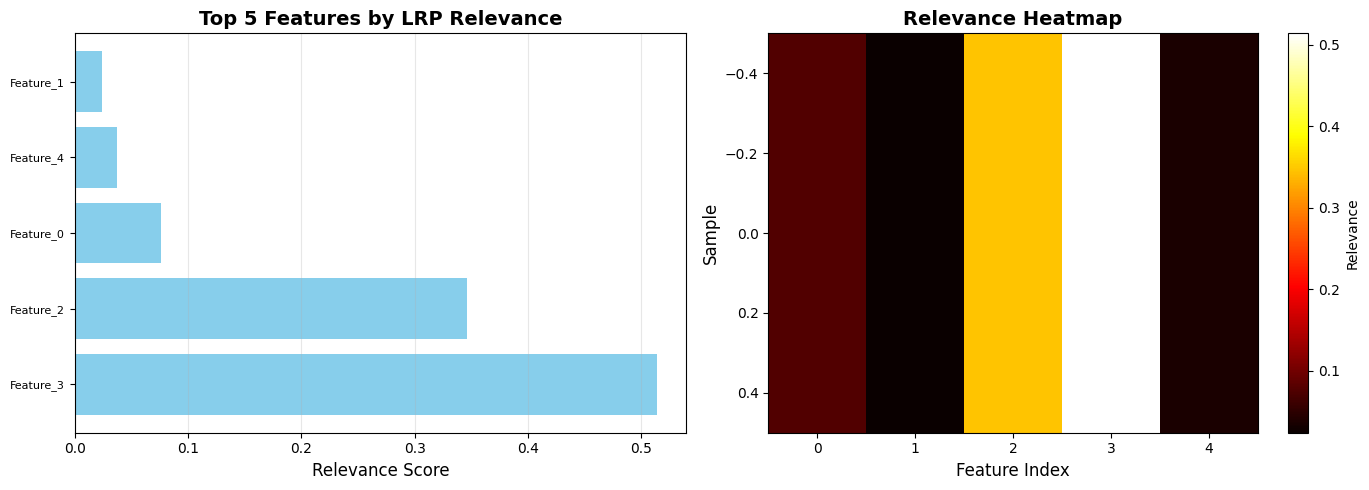 Top 5 Features by LRP Relevance
Feature_1
Feature_4
Feature_0
Feature_2
Feature_3
0.0 0.1 0.2 0.3 0.4 0.5
Relevance Score
Relevance Heatmap
Sample
−0.4
−0.2
0.0
0.2
0.4
0 1 2 3 4
Feature Index
0.5
0.4
0.3
0.2
0.1
Relevance